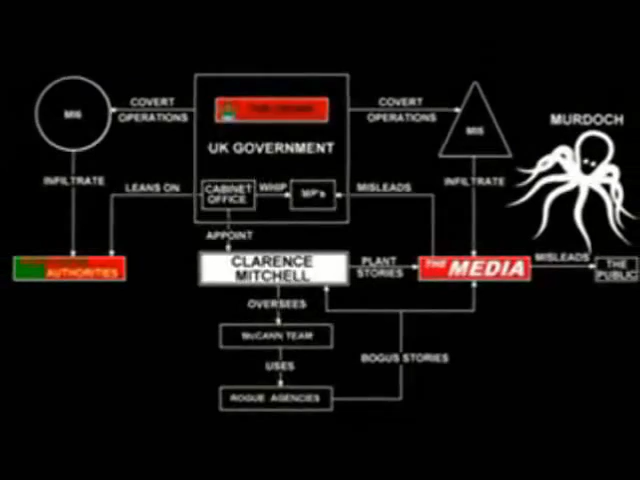 MURDOCH
MI6
COVERT
OPERATIONS
UK GOVERNMENT
COVERT
OPERATIONS
MI5
INFILTRATE
LEANS ON
CABINET
OFFICE
WHIP
MP's
MISLEADS
INFILTRATE
APPOINT
AUTHORITIES
CLARENCE
MITCHELL
PLANT
STORIES
THE MEDIA
MISLEADS
THE
PUBLIC
OVERSEES
McCANN TEAM
USES
BOGUS STORIES
ROGUE AGENCIES